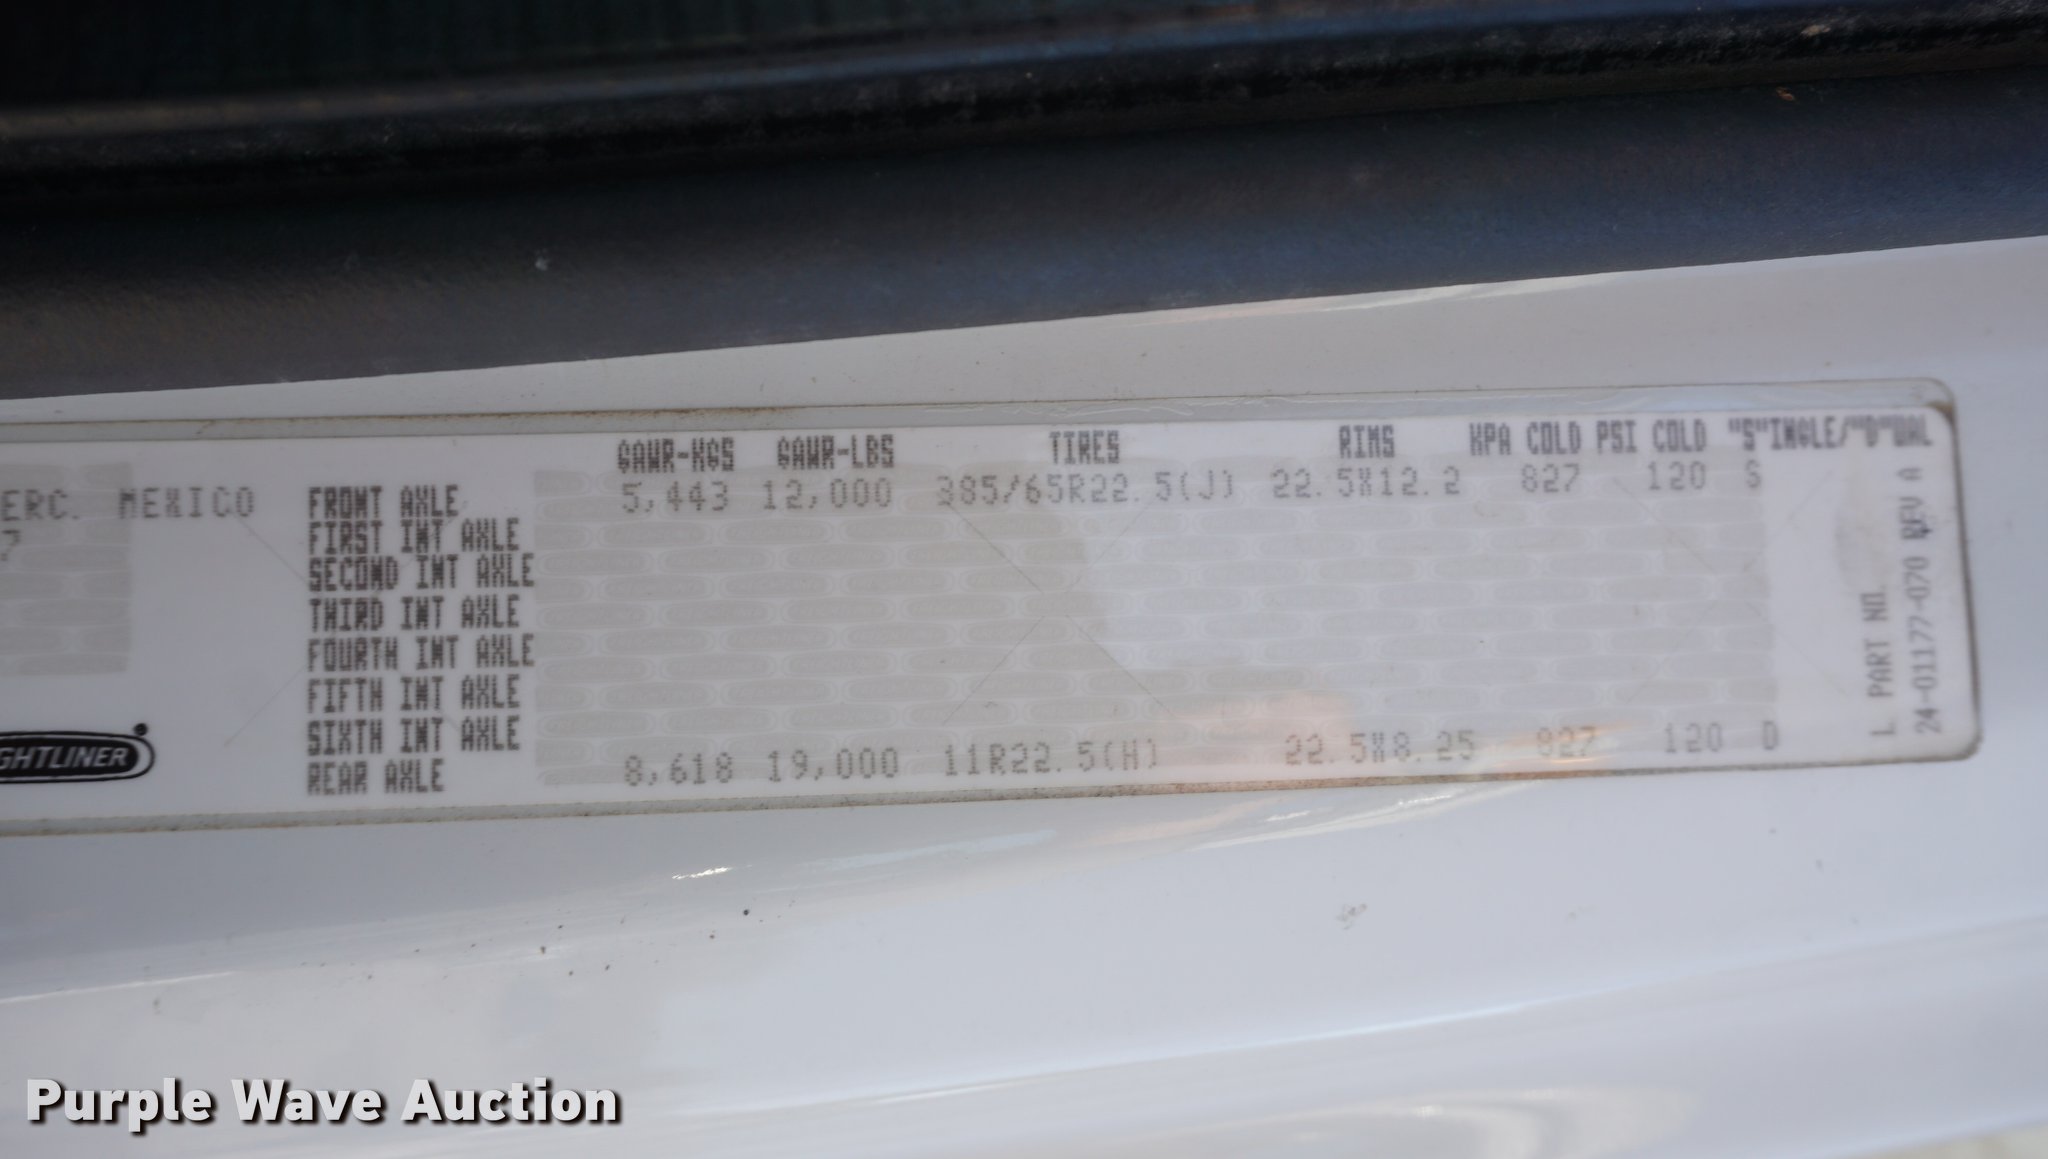 GAWR-KGS GAWR-LBS TIRES RIMS KPA COLD PSI COLD "S"INGLE/"D"UAL
ERC. MEXICO
FRONT AXLE 5,443 12,000 385/65R22.5(J) 22.5X12.2 827 120 S
FIRST INT AXLE
SECOND INT AXLE
THIRD INT AXLE
FOURTH INT AXLE
FIFTH INT AXLE
SIXTH INT AXLE
REAR AXLE 8,618 19,000 11R22.5(H) 22.5X8.25 827 120 D
GHTLINER
L PART NO.
24-01177-070 REV A
Purple Wave Auction